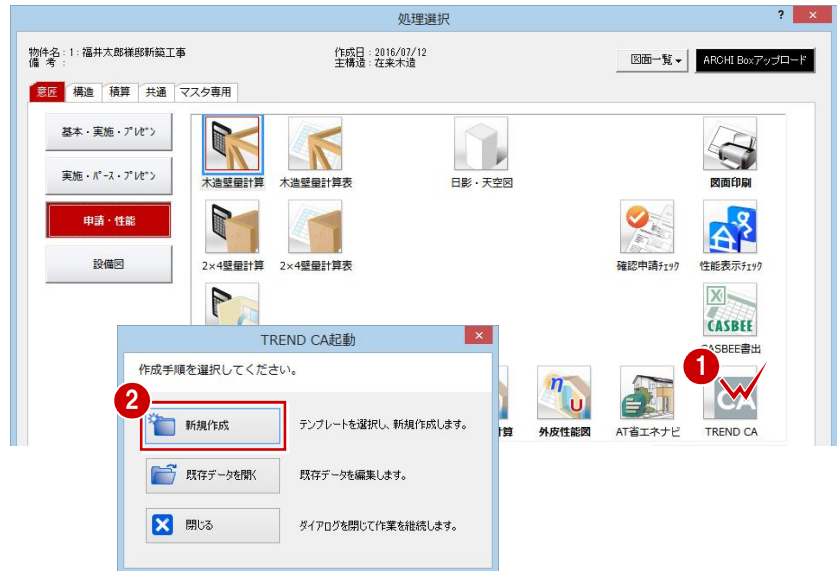 処理選択
? ×
物件名：1：福井太郎様邸新築工事
作成日：2016/07/12
備　考：
主構造：在来木造
図面一覧▼
ARCHI Boxアップロード
意匠 構造 積算 共通 マスタ専用
基本・実施・プレゼン
実施・パース・プレゼン
申請・性能
設備図
木造壁量計算 木造壁量計算表 日影・天空図 図面印刷
2×4壁量計算 2×4壁量計算表 確認申請チェック 性能表示チェック
CASBEE
CASBEE書出
1
n
U
CA
計算 外皮性能図 AT省エネナビ TREND CA
TREND CA起動 ×
作成手順を選択してください。
2
新規作成 テンプレートを選択し、新規作成します。
既存データを開く 既存データを編集します。
閉じる ダイアログを閉じて作業を継続します。